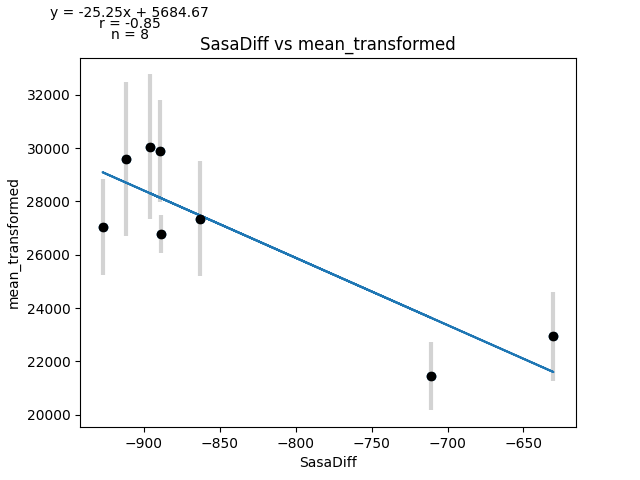 y = -25.25x + 5684.67
r = -0.85
n = 8
SasaDiff vs mean_transformed
32000
30000
28000
26000
24000
22000
20000
mean_transformed
−900
−850
−800
−750
−700
−650
SasaDiff